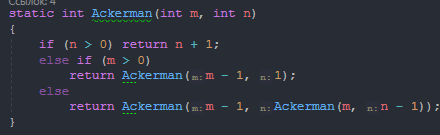 Ссылок: 4
static int Ackerman(int m, int n)
{
if (n > 0) return n + 1;
else if (m > 0)
return Ackerman(m: m - 1, n: 1);
else
return Ackerman(m: m - 1, n: Ackerman(m, n: n - 1));
}